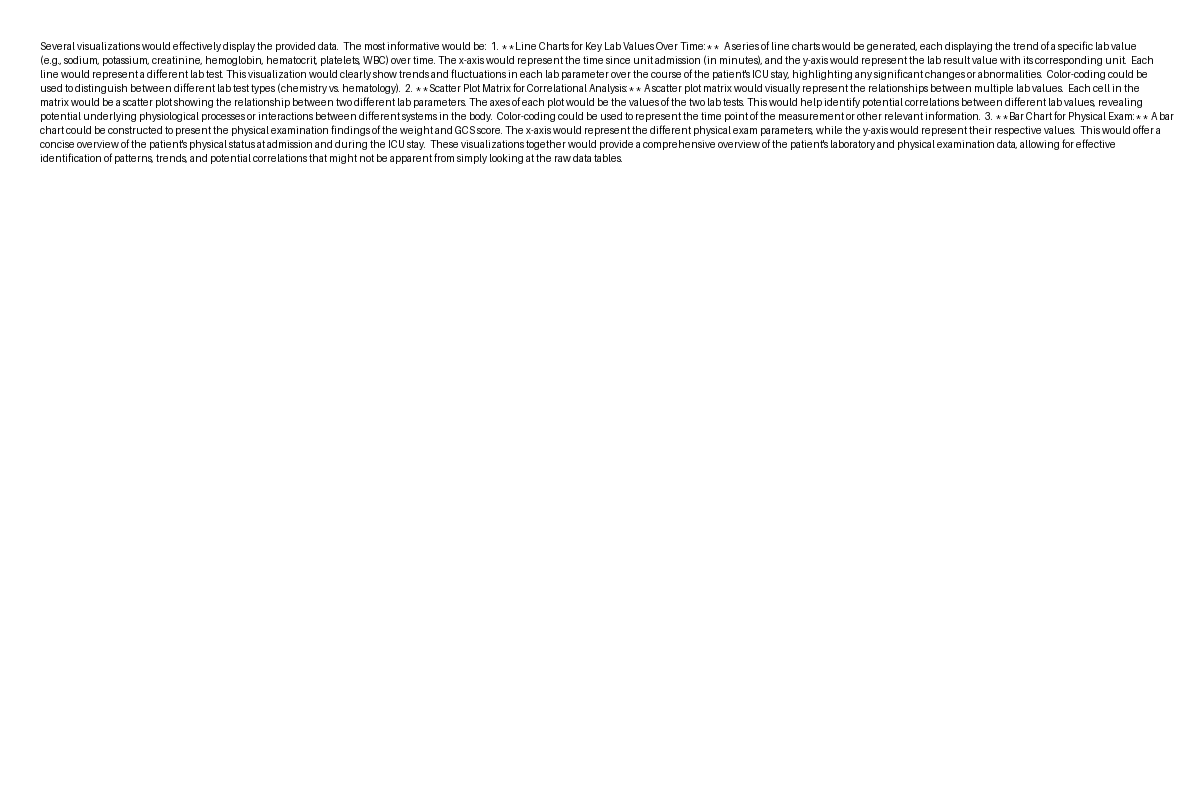 Several visualizations would effectively display the provided data.  The most informative would be:  1. **Line Charts for Key Lab Values Over Time:**  A series of line charts would be generated, each displaying the trend of a specific lab value
(e.g., sodium, potassium, creatinine, hemoglobin, hematocrit, platelets, WBC) over time. The x-axis would represent the time since unit admission (in minutes), and the y-axis would represent the lab result value with its corresponding unit.  Each
line would represent a different lab test. This visualization would clearly show trends and fluctuations in each lab parameter over the course of the patient's ICU stay, highlighting any significant changes or abnormalities.  Color-coding could be
used to distinguish between different lab test types (chemistry vs. hematology).  2. **Scatter Plot Matrix for Correlational Analysis:** A scatter plot matrix would visually represent the relationships between multiple lab values.  Each cell in the
matrix would be a scatter plot showing the relationship between two different lab parameters. The axes of each plot would be the values of the two lab tests. This would help identify potential correlations between different lab values, revealing
potential underlying physiological processes or interactions between different systems in the body.  Color-coding could be used to represent the time point of the measurement or other relevant information.  3. **Bar Chart for Physical Exam:** A bar
chart could be constructed to present the physical examination findings of the weight and GCS score. The x-axis would represent the different physical exam parameters, while the y-axis would represent their respective values.  This would offer a
concise overview of the patient's physical status at admission and during the ICU stay.  These visualizations together would provide a comprehensive overview of the patient's laboratory and physical examination data, allowing for effective
identification of patterns, trends, and potential correlations that might not be apparent from simply looking at the raw data tables.